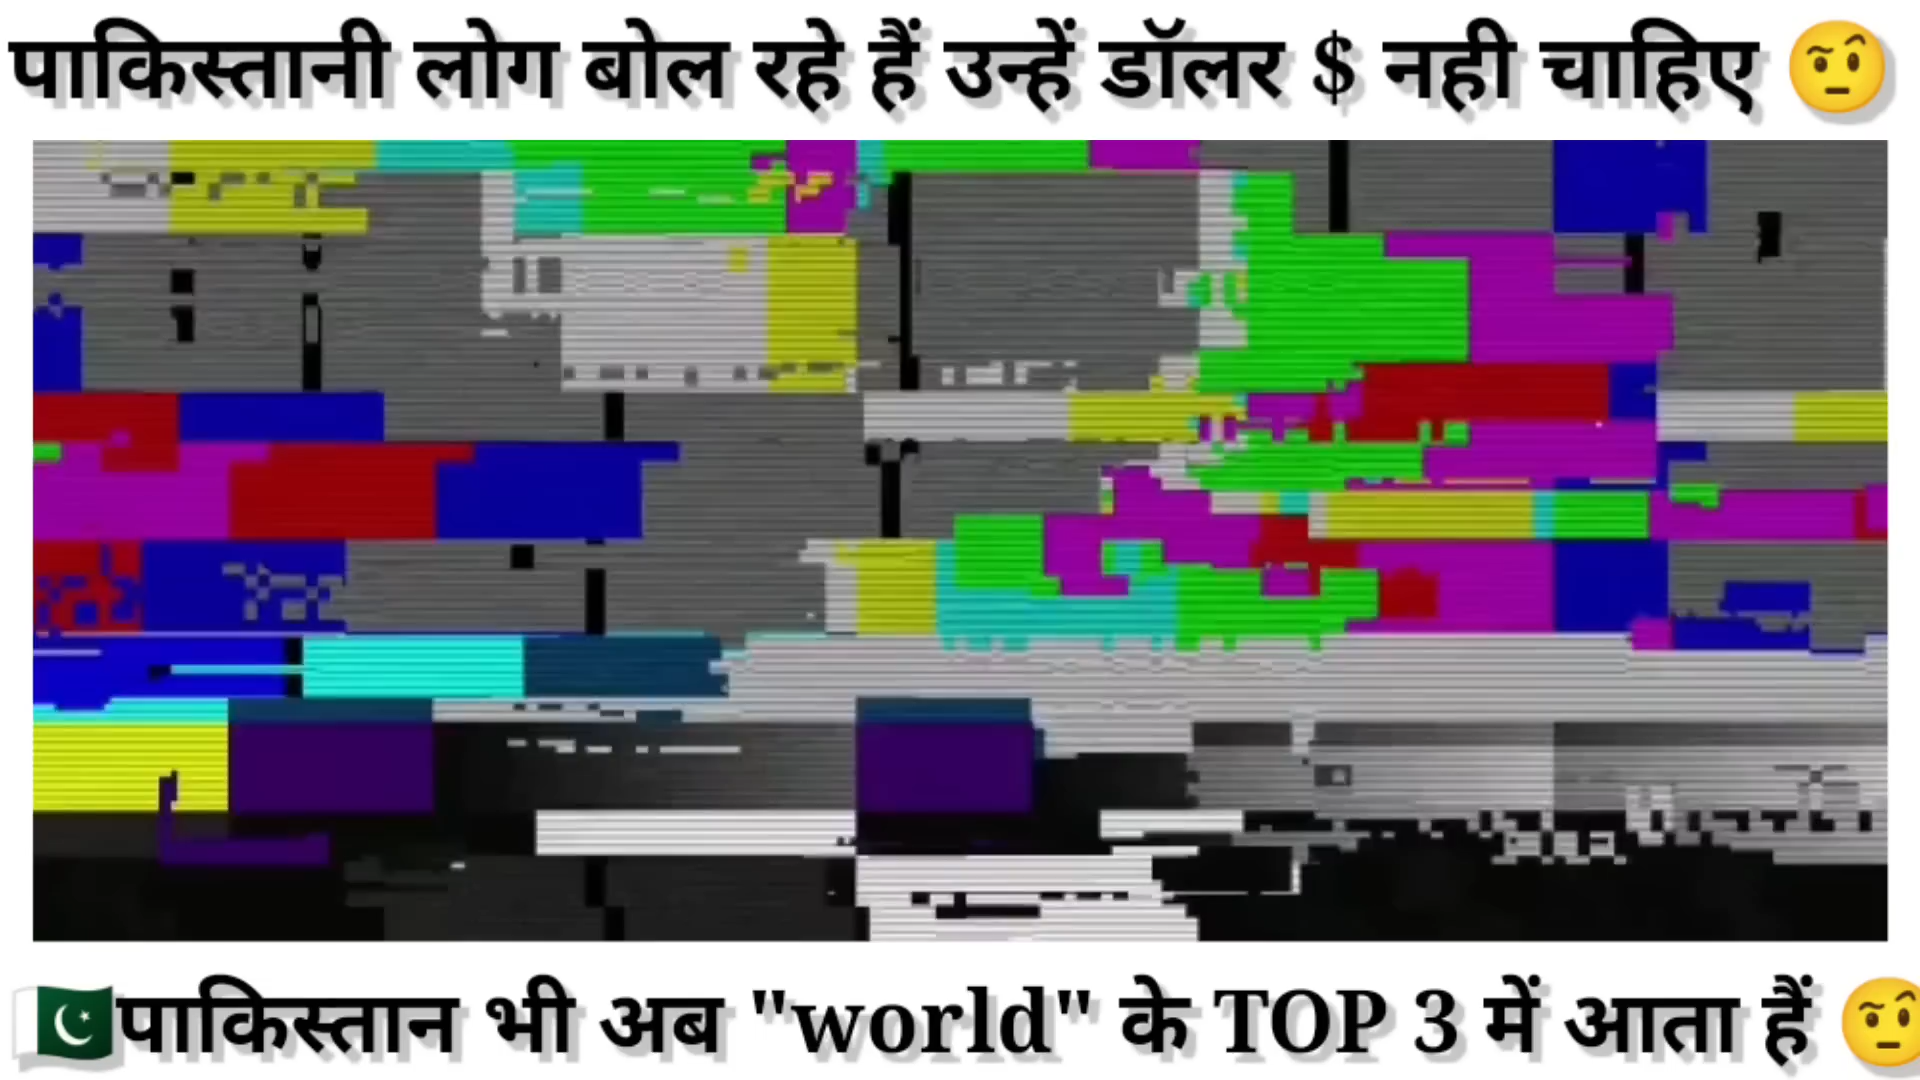 पाकिस्तानी लोग बोल रहे हैं उन्हें डॉलर $ नही चाहिए 🤨
🇵🇰पाकिस्तान भी अब "world" के TOP 3 में आता हैं 🤨